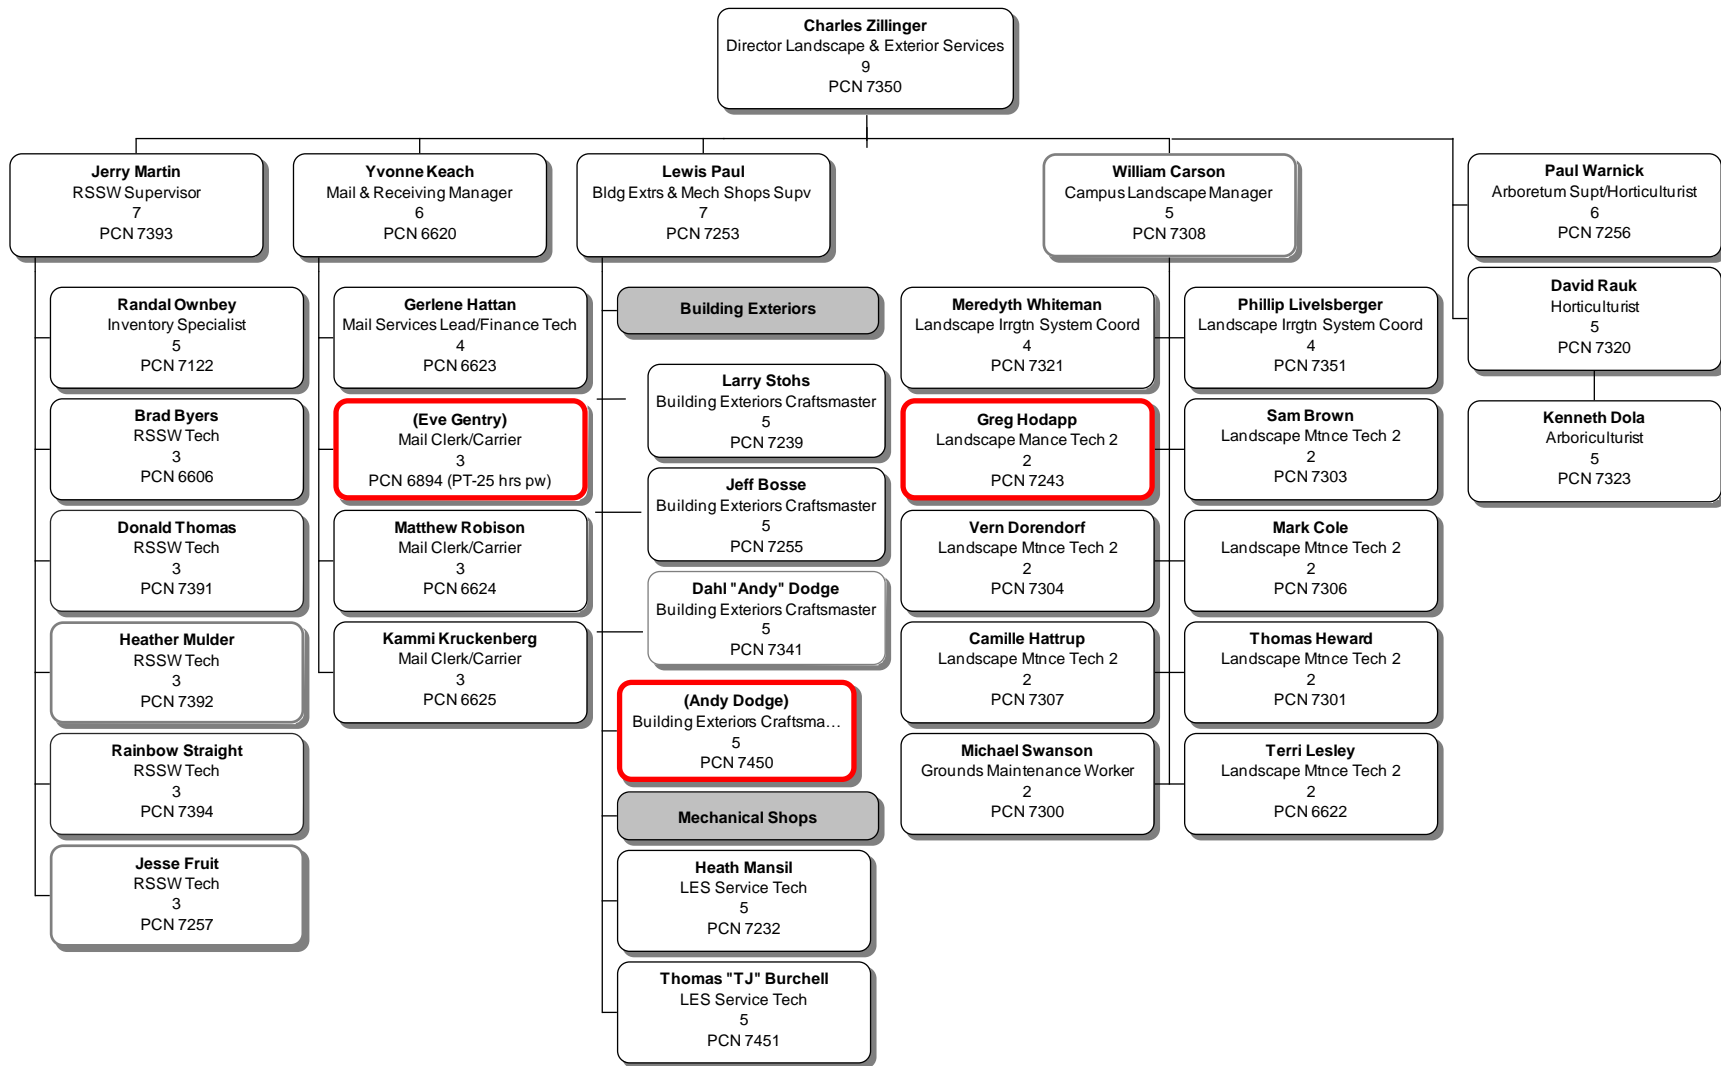 Charles Zillinger
Director Landscape & Exterior Services
9
PCN 7350
Jerry Martin
RSSW Supervisor
7
PCN 7393
Yvonne Keach
Mail & Receiving Manager
6
PCN 6620
Lewis Paul
Bldg Extrs & Mech Shops Supv
7
PCN 7253
William Carson
Campus Landscape Manager
5
PCN 7308
Paul Warnick
Arboretum Supt/Horticulturist
6
PCN 7256
Randal Ownbey
Inventory Specialist
5
PCN 7122
Brad Byers
RSSW Tech
3
PCN 6606
Donald Thomas
RSSW Tech
3
PCN 7391
Heather Mulder
RSSW Tech
3
PCN 7392
Rainbow Straight
RSSW Tech
3
PCN 7394
Jesse Fruit
RSSW Tech
3
PCN 7257
Gerlene Hattan
Mail Services Lead/Finance Tech
4
PCN 6623
(Eve Gentry)
Mail Clerk/Carrier
3
PCN 6894 (PT-25 hrs pw)
Matthew Robison
Mail Clerk/Carrier
3
PCN 6624
Kammi Kruckenberg
Mail Clerk/Carrier
3
PCN 6625
Building Exteriors
Larry Stohs
Building Exteriors Craftsmaster
5
PCN 7239
Jeff Bosse
Building Exteriors Craftsmaster
5
PCN 7255
Dahl "Andy" Dodge
Building Exteriors Craftsmaster
5
PCN 7341
(Andy Dodge)
Building Exteriors Craftsma…
5
PCN 7450
Mechanical Shops
Heath Mansil
LES Service Tech
5
PCN 7232
Thomas "TJ" Burchell
LES Service Tech
5
PCN 7451
Meredyth Whiteman
Landscape Irrgtn System Coord
4
PCN 7321
Greg Hodapp
Landscape Mance Tech 2
2
PCN 7243
Vern Dorendorf
Landscape Mtnce Tech 2
2
PCN 7304
Camille Hattrup
Landscape Mtnce Tech 2
2
PCN 7307
Michael Swanson
Grounds Maintenance Worker
2
PCN 7300
Phillip Livelsberger
Landscape Irrgtn System Coord
4
PCN 7351
Sam Brown
Landscape Mtnce Tech 2
2
PCN 7303
Mark Cole
Landscape Mtnce Tech 2
2
PCN 7306
Thomas Heward
Landscape Mtnce Tech 2
2
PCN 7301
Terri Lesley
Landscape Mtnce Tech 2
2
PCN 6622
David Rauk
Horticulturist
5
PCN 7320
Kenneth Dola
Arboriculturist
5
PCN 7323